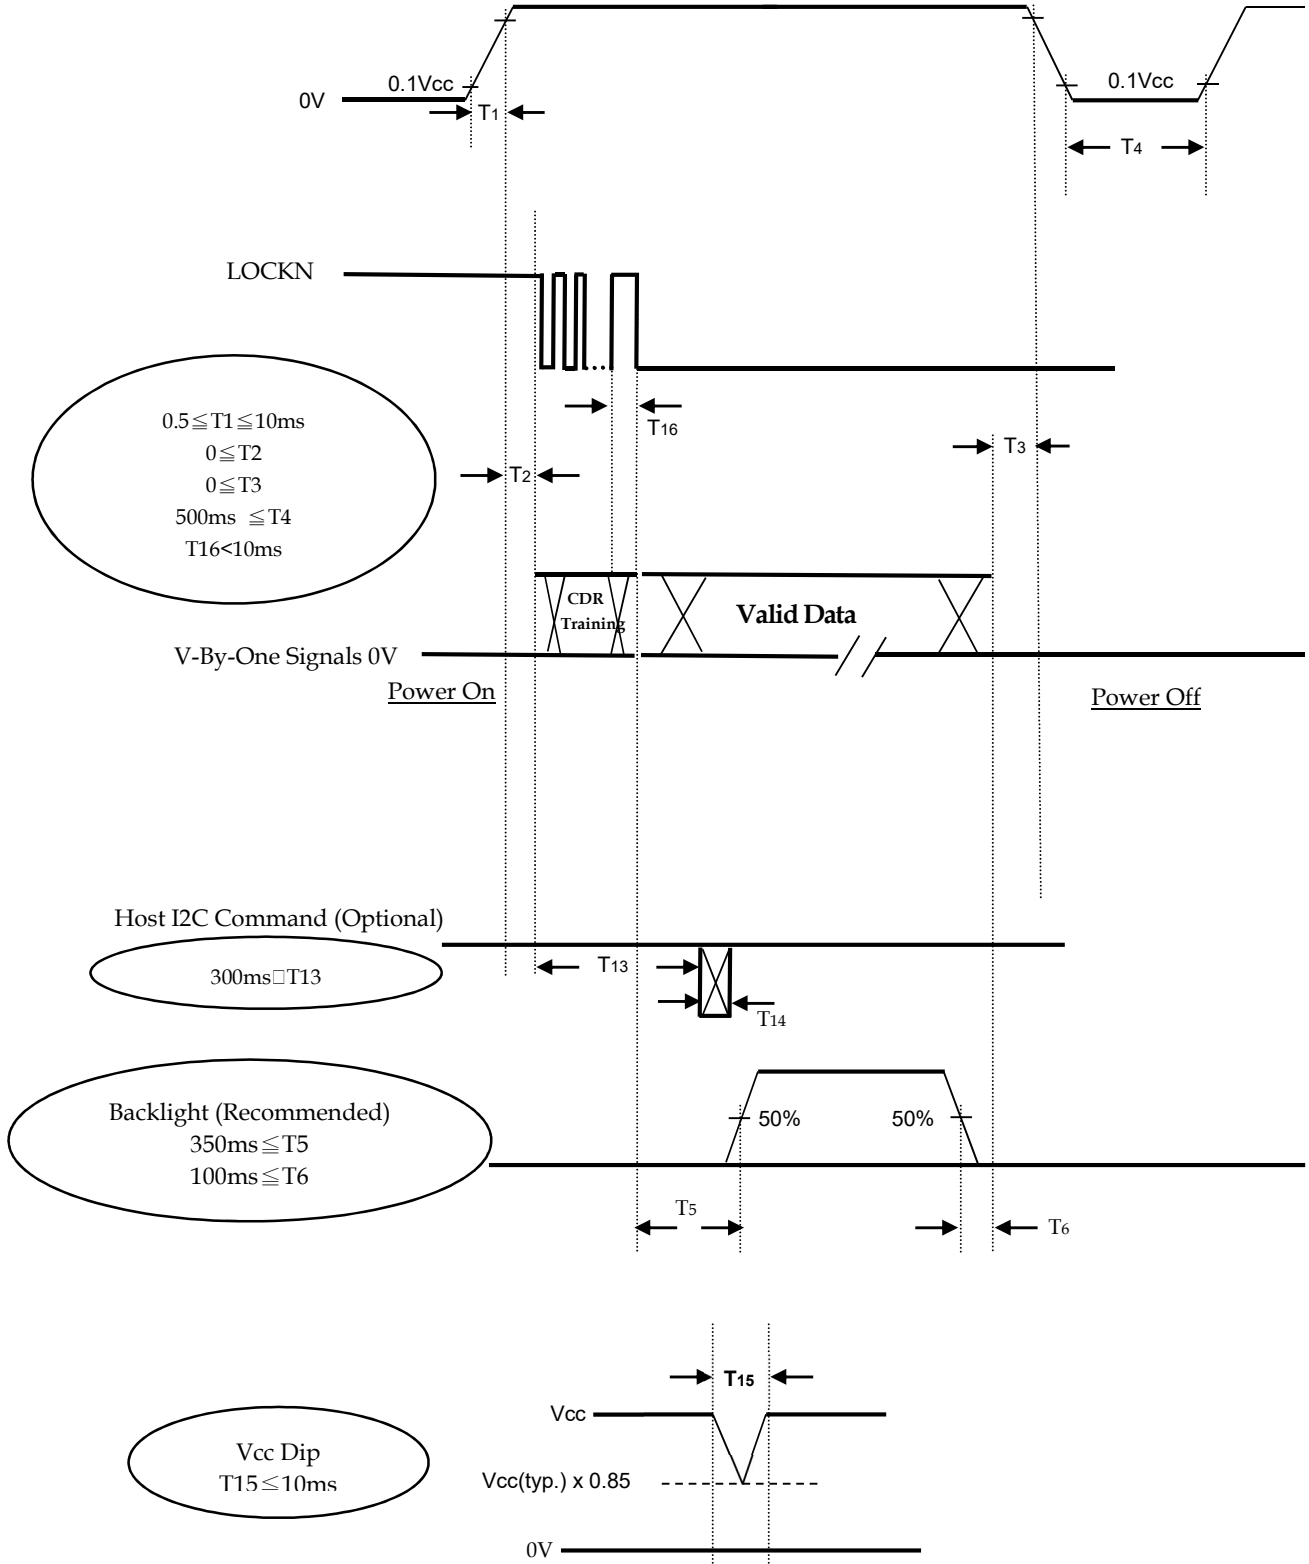 0.1Vcc
0.1Vcc
0V
T1
T4
LOCKN
T16
T3
T2
0.5≦T1≦10ms
0≦T2
0≦T3
500ms ≦T4
T16<10ms
CDR
Training
Valid Data
V-By-One Signals 0V
Power On
Power Off
Host I2C Command (Optional)
300ms□T13
T13
T14
Backlight (Recommended)
350ms≦T5
100ms≦T6
50%
50%
T5
T6
T15
Vcc
Vcc Dip
T15≦10ms
Vcc(typ.) x 0.85
0V